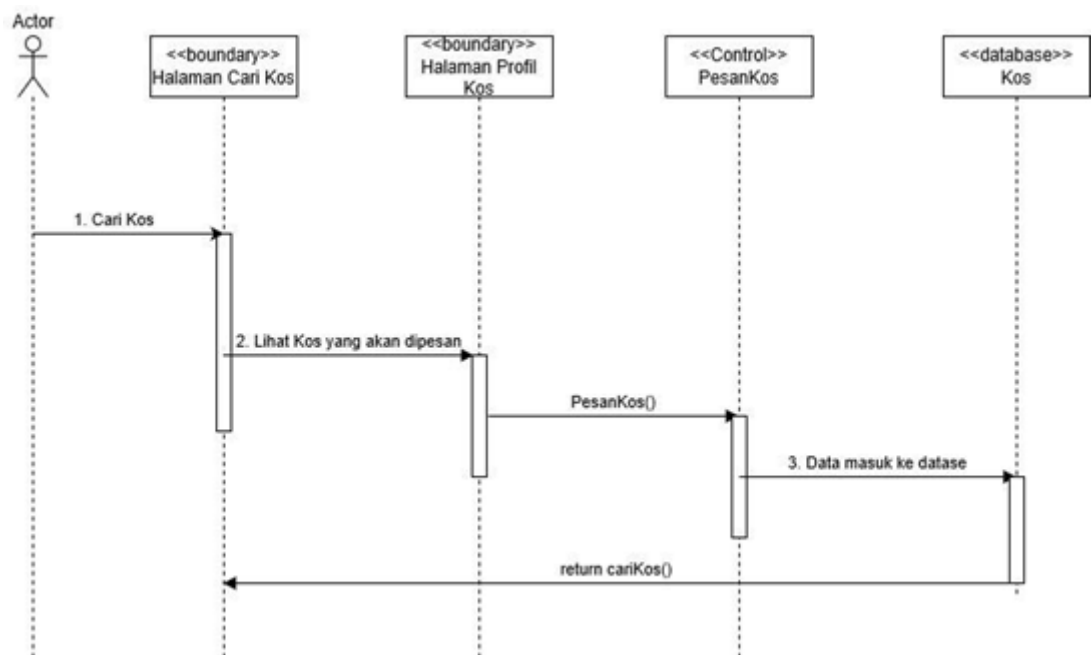 Actor
<<boundary>>
Halaman Cari Kos
<<boundary>>
Halaman Profil
Kos
<<Control>>
PesanKos
<<database>>
Kos
1. Cari Kos
2. Lihat Kos yang akan dipesan
PesanKos()
3. Data masuk ke datase
return cariKos()